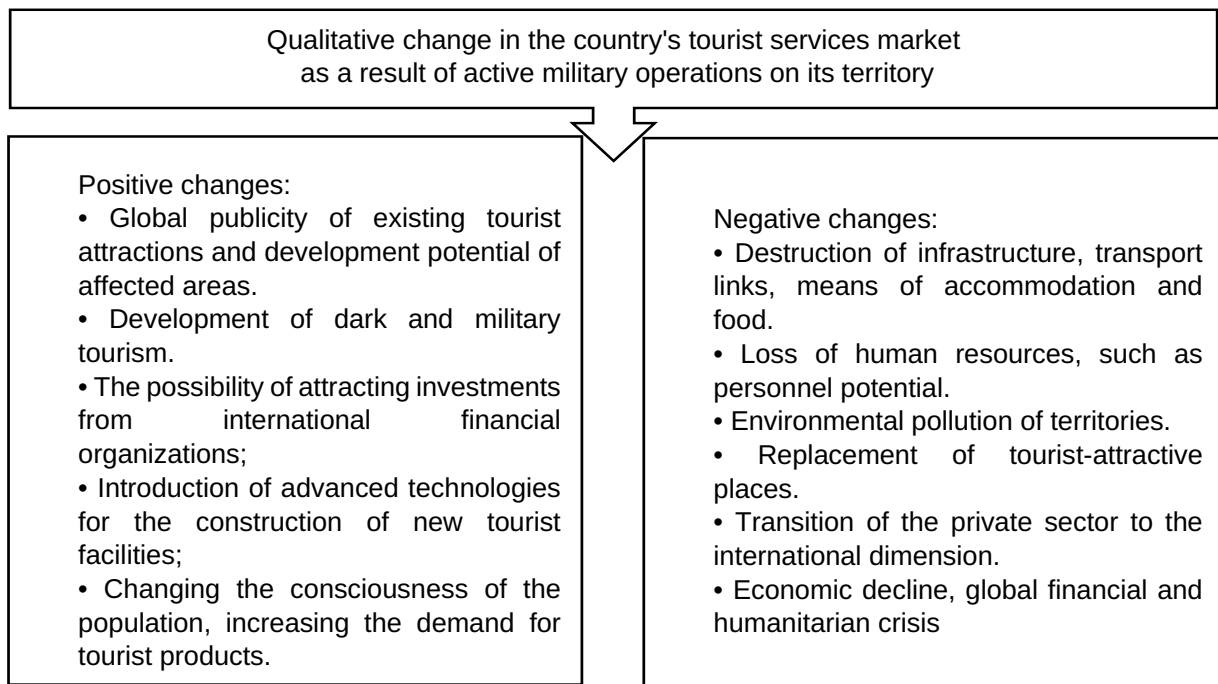 Qualitative change in the country's tourist services market
as a result of active military operations on its territory
Positive changes:
• Global publicity of existing tourist
attractions and development potential of
affected areas.
• Development of dark and military
tourism.
• The possibility of attracting investments
from international financial
organizations;
• Introduction of advanced technologies
for the construction of new tourist
facilities;
• Changing the consciousness of the
population, increasing the demand for
tourist products.
Negative changes:
• Destruction of infrastructure, transport
links, means of accommodation and
food.
• Loss of human resources, such as
personnel potential.
• Environmental pollution of territories.
• Replacement of tourist-attractive
places.
• Transition of the private sector to the
international dimension.
• Economic decline, global financial and
humanitarian crisis